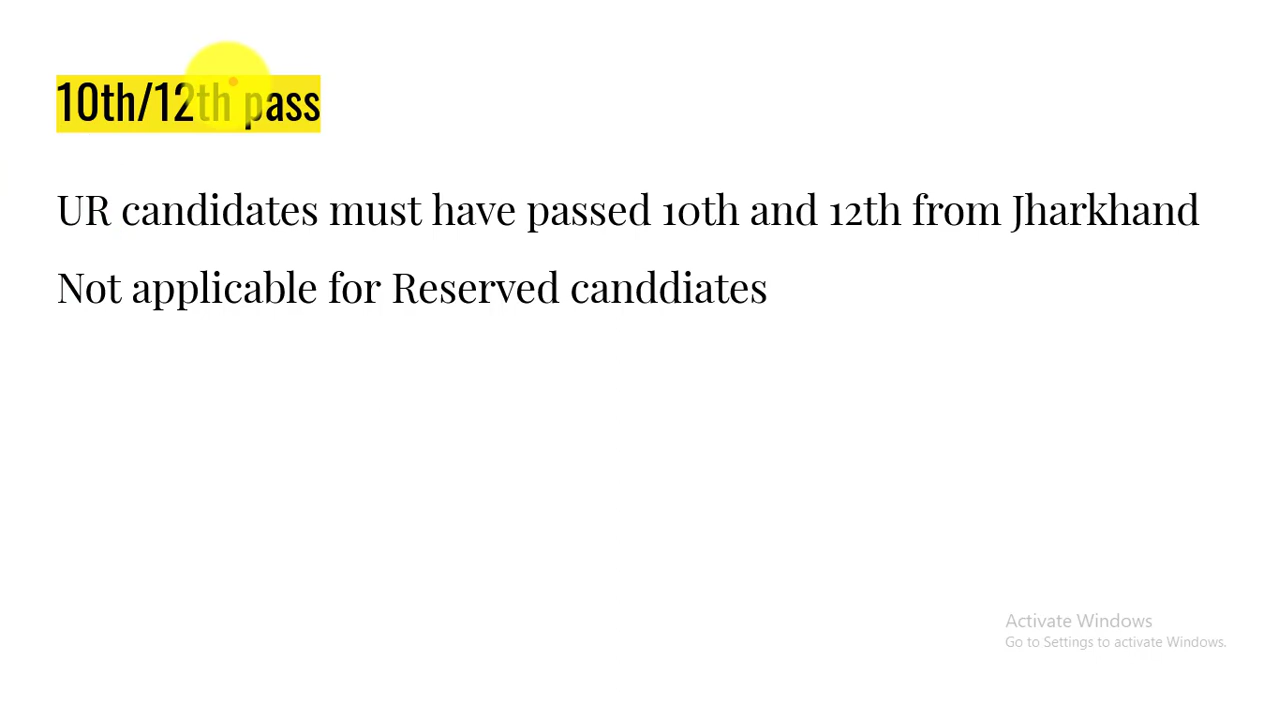 10th/12th pass
UR candidates must have passed 10th and 12th from Jharkhand
Not applicable for Reserved canddiates
Activate Windows
Go to Settings to activate Windows.